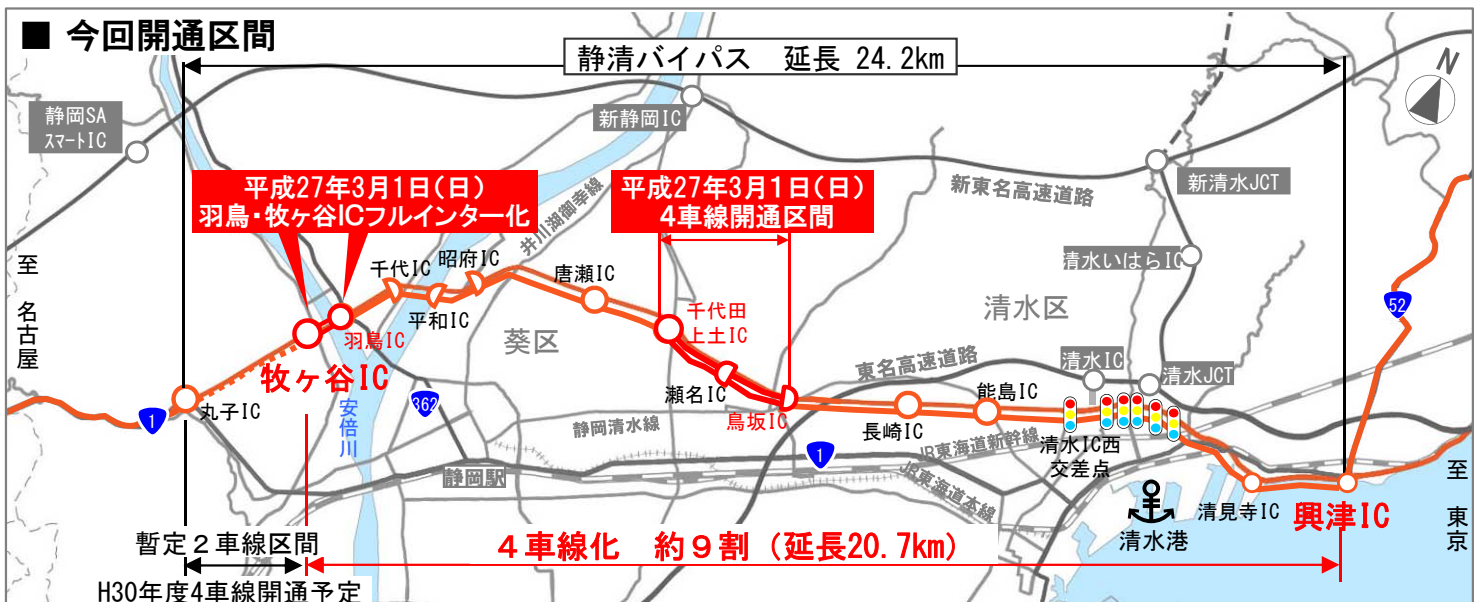 ■ 今回開通区間
静清バイパス 延長 24.2km
N
静岡SA
スマートIC
新静岡IC
平成27年3月1日(日)
羽鳥・牧ヶ谷ICフルインター化
平成27年3月1日(日)
4車線開通区間
井川湖御幸線
新東名高速道路
新清水JCT
至 名古屋
千代IC
昭府IC
平和IC
唐瀬IC
清水いはらIC
清水区
52
羽鳥IC
千代田
上土IC
葵区
牧ヶ谷IC
瀬名IC
東名高速道路
清水IC
清水JCT
1
丸子IC
安倍川
362
鳥坂IC
長崎IC
能島IC
静岡清水線
1
JR東海道新幹線
清水IC西
交差点
静岡駅
JR東海道本線
清水港
清見寺IC
興津IC
至 東京
暫定2車線区間
4車線化 約9割(延長20.7km)
H30年度4車線開通予定